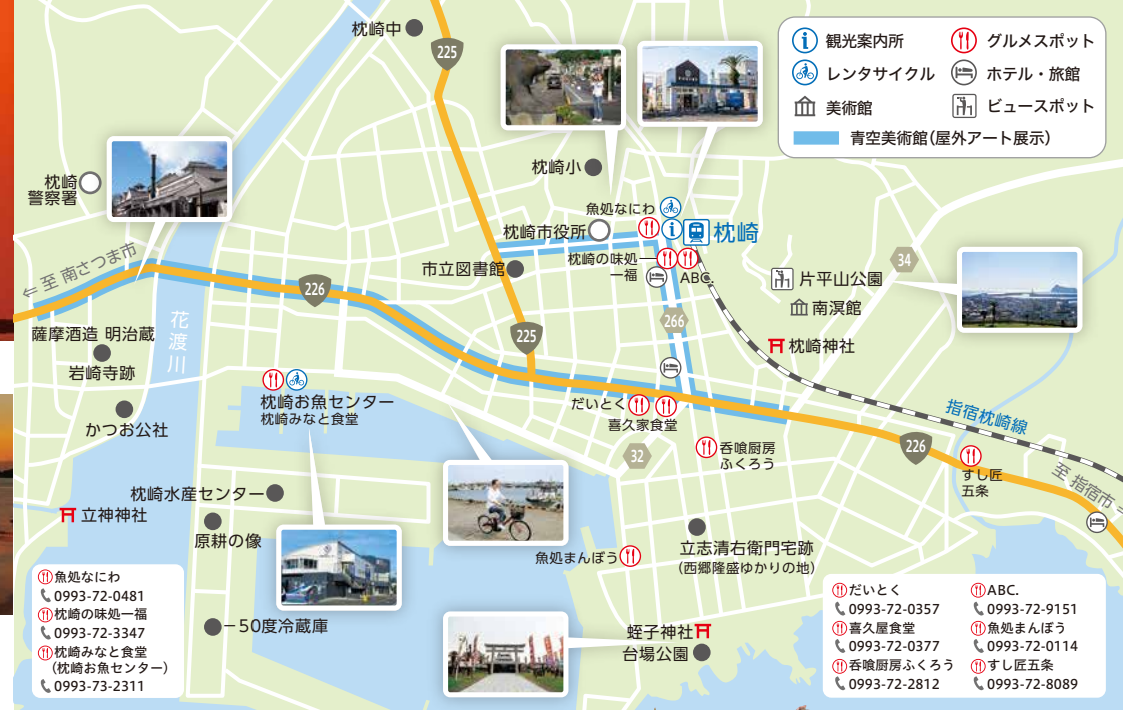 枕崎中
225
観光案内所
グルメスポット
レンタサイクル
ホテル・旅館
美術館
ビュースポット
青空美術館(屋外アート展示)
枕崎
警察署
枕崎小
魚処なにわ
枕崎市役所
枕崎
枕崎の味処
一福
ABC.
市立図書館
← 至 南さつま市
226
34
片平山公園
南溟館
266
225
枕崎神社
花渡川
薩摩酒造 明治蔵
岩崎寺跡
かつお公社
枕崎お魚センター
枕崎みなと食堂
だいとく
喜久家食堂
32
呑喰厨房
ふくろう
指宿枕崎線
226
すし匠
五条
至 指宿市 →
枕崎水産センター
立神神社
原耕の像
魚処まんぼう
立志清右衛門宅跡
(西郷隆盛ゆかりの地)
-50度冷蔵庫
蛭子神社
台場公園
魚処なにわ
0993-72-0481
枕崎の味処一福
0993-72-3347
枕崎みなと食堂
(枕崎お魚センター)
0993-73-2311
だいとく
0993-72-0357
喜久屋食堂
0993-72-0377
呑喰厨房ふくろう
0993-72-2812
ABC.
0993-72-9151
魚処まんぼう
0993-72-0114
すし匠五条
0993-72-8089